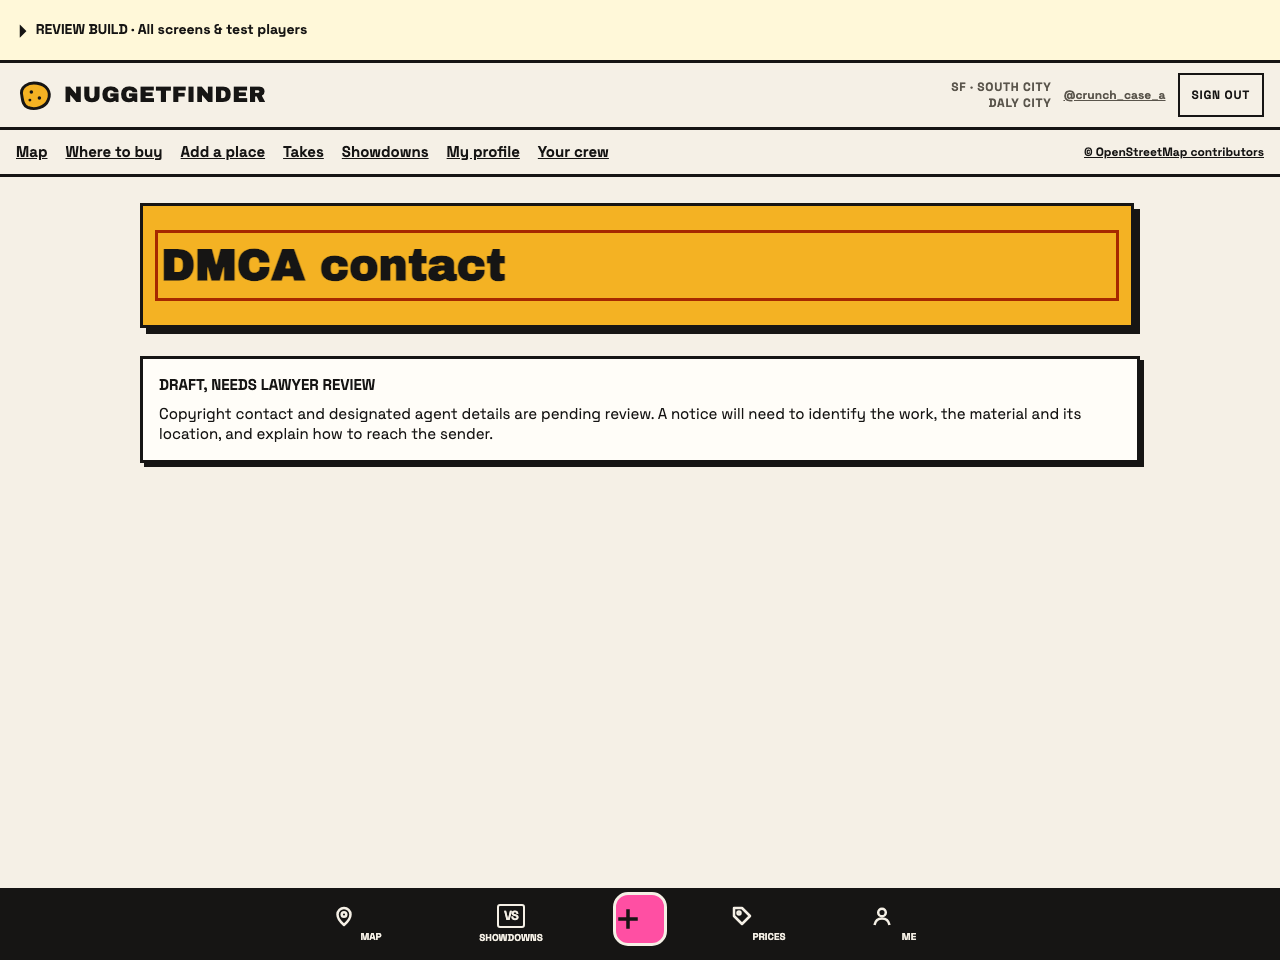 REVIEW BUILD · All screens & test players
NUGGETFINDER
SF · SOUTH CITY
DALY CITY
@crunch_case_a
SIGN OUT
Map
Where to buy
Add a place
Takes
Showdowns
My profile
Your crew
© OpenStreetMap contributors
DMCA contact
DRAFT, NEEDS LAWYER REVIEW
Copyright contact and designated agent details are pending review. A notice will need to identify the work, the material and its
location, and explain how to reach the sender.
MAP
VS
SHOWDOWNS
+
PRICES
ME